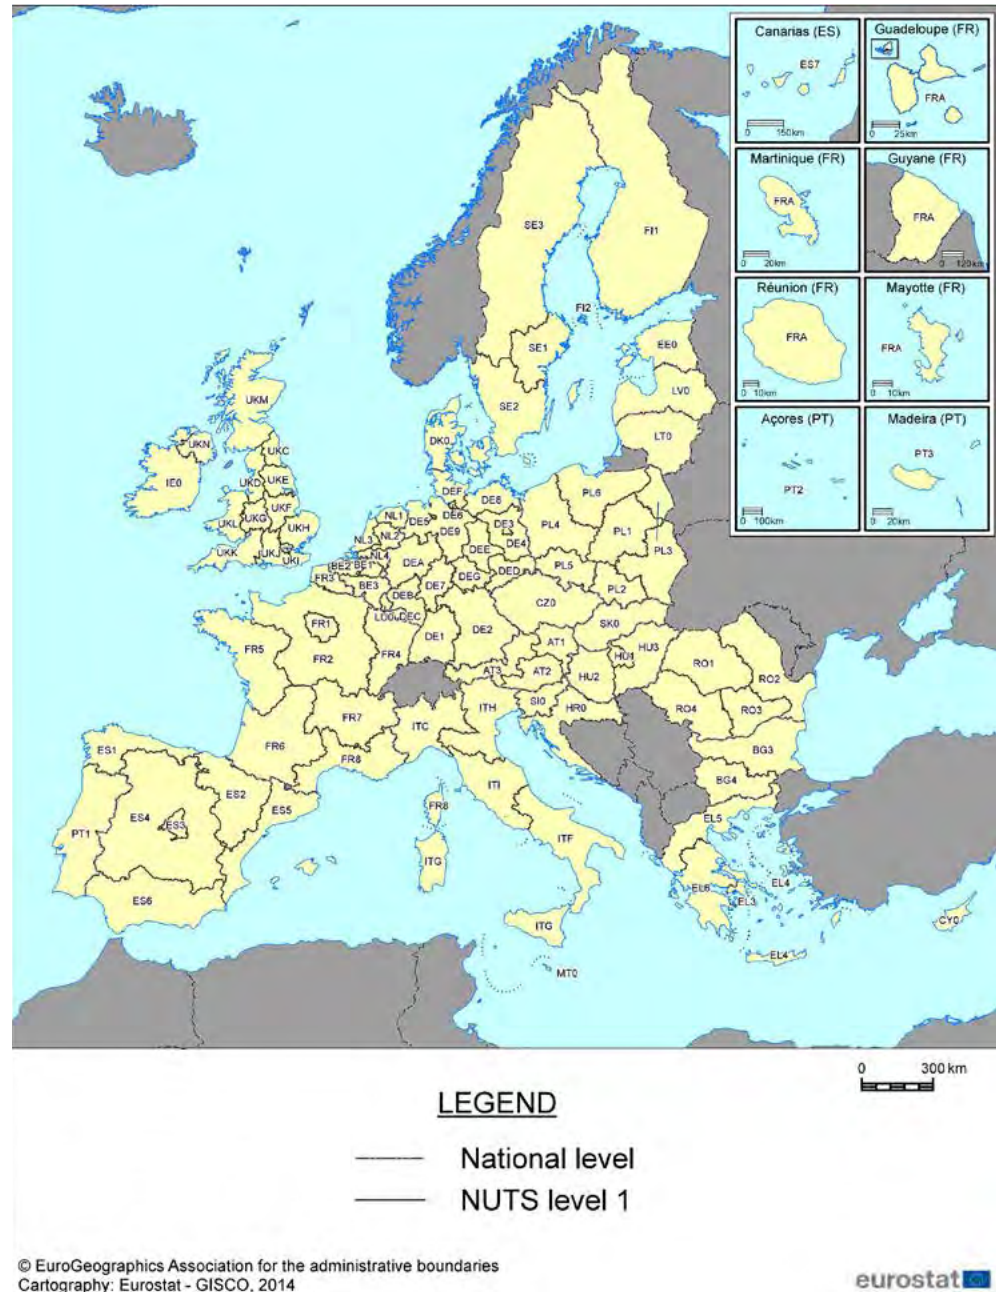 Canarias (ES)
ES7
0 150km
Guadeloupe (FR)
FRA
0 25km
Martinique (FR)
FRA
0 20km
Guyane (FR)
FRA
0 120km
Réunion (FR)
FRA
0 10km
Mayotte (FR)
FRA
0 10km
Açores (PT)
PT2
0 100km
Madeira (PT)
PT3
0 20km
SE3
FI1
FI2
SE1
EE0
SE2
LV0
LT0
UKM
UKN
UKC
IE0
UKD
UKE
UKF
UKL
UKG
UKH
UKK
UKJ
UKI
DK0
DEF
DE8
PL6
NL1
DE5
DE6
DE3
PL4
PL1
NL2
DE9
NL3
DEE
DE4
PL3
NL4
BE2
BE1
DEA
DED
PL5
FR3
BE3
DE7
DEG
PL2
DEB
CZ0
LU0
DEC
SK0
FR1
DE1
DE2
AT1
FR5
FR2
FR4
HU1
HU3
AT3
AT2
HU2
RO1
RO2
SI0
HR0
RO4
RO3
ITH
ITC
FR7
FR6
FR8
BG3
BG4
ES1
ES2
ES5
ES4
ES3
PT1
ES6
FR8
ITI
ITF
ITG
ITG
EL5
EL6
EL4
EL3
EL4
CY0
MT0
0 300 km
LEGEND
National level
NUTS level 1
© EuroGeographics Association for the administrative boundaries
Cartography: Eurostat - GISCO, 2014
eurostat